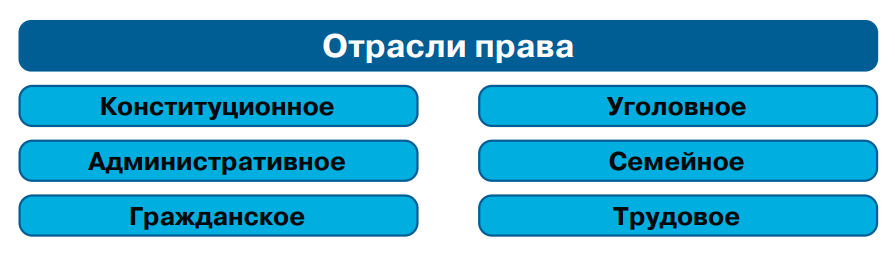 Отрасли права
Конституционное
Уголовное
Административное
Семейное
Гражданское
Трудовое